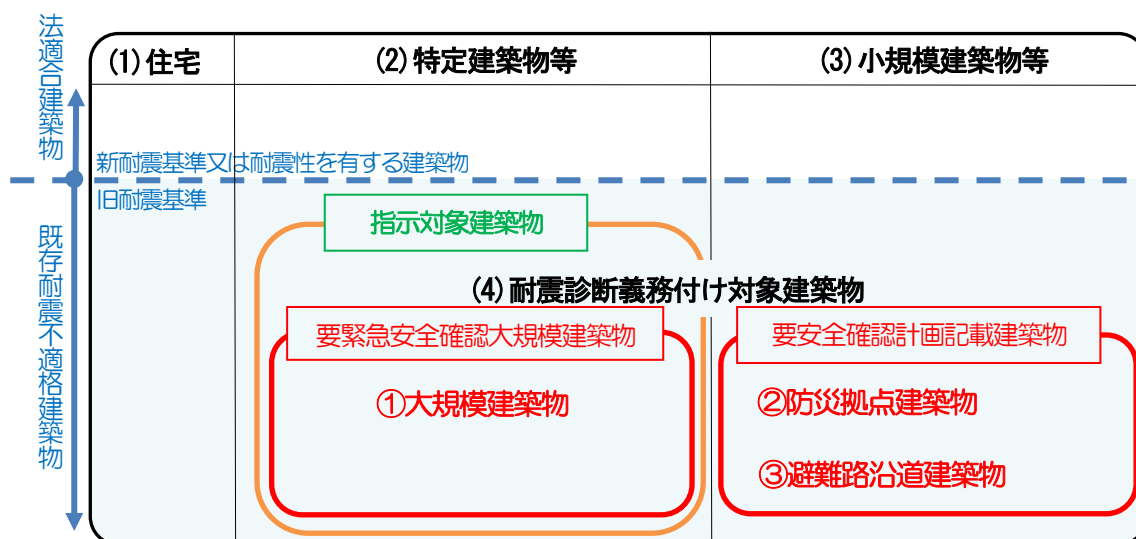 法適合建築物
既存耐震不適格建築物
(1)住宅
(2)特定建築物等
(3)小規模建築物等
新耐震基準又は耐震性を有する建築物
旧耐震基準
指示対象建築物
(4)耐震診断義務付け対象建築物
要緊急安全確認大規模建築物
要安全確認計画記載建築物
①大規模建築物
②防災拠点建築物
③避難路沿道建築物